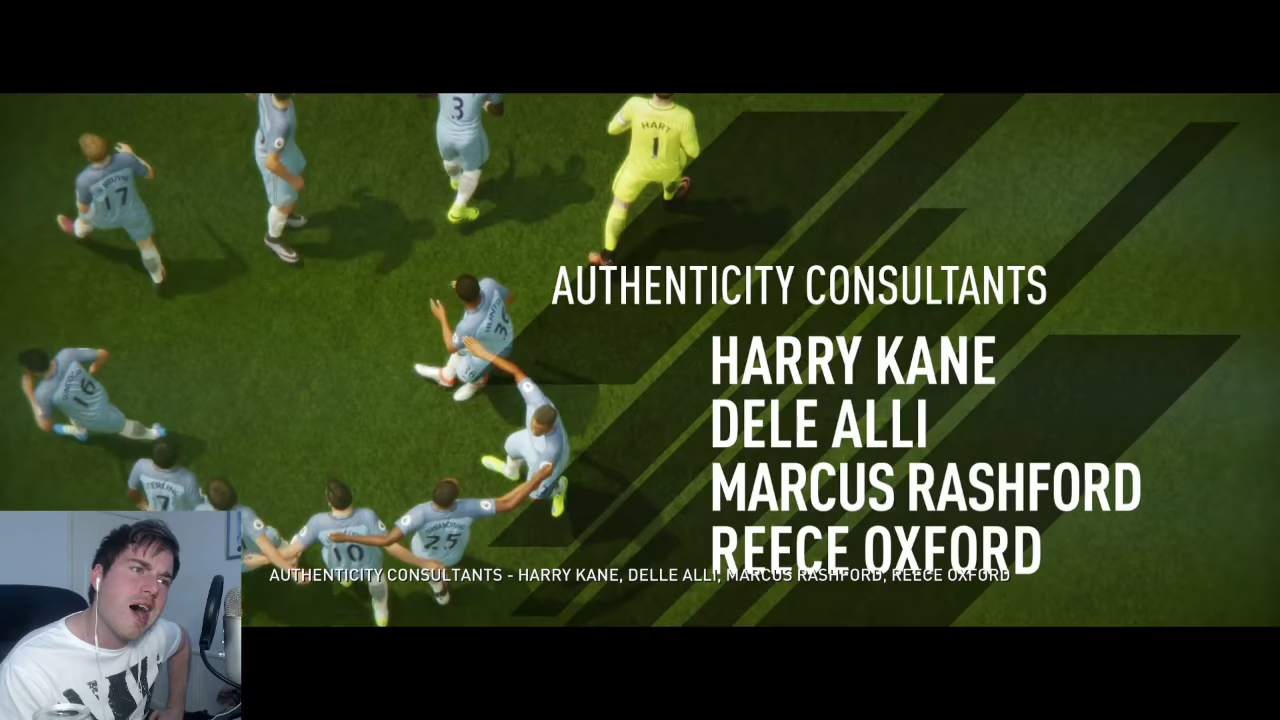 3
HART
1
17
AUTHENTICITY CONSULTANTS
HARRY KANE
DELE ALLI
MARCUS RASHFORD
REECE OXFORD
16
7
10
25
AUTHENTICITY CONSULTANTS - HARRY KANE, DELLE ALLI, MARCUS RASHFORD, REECE OXFORD